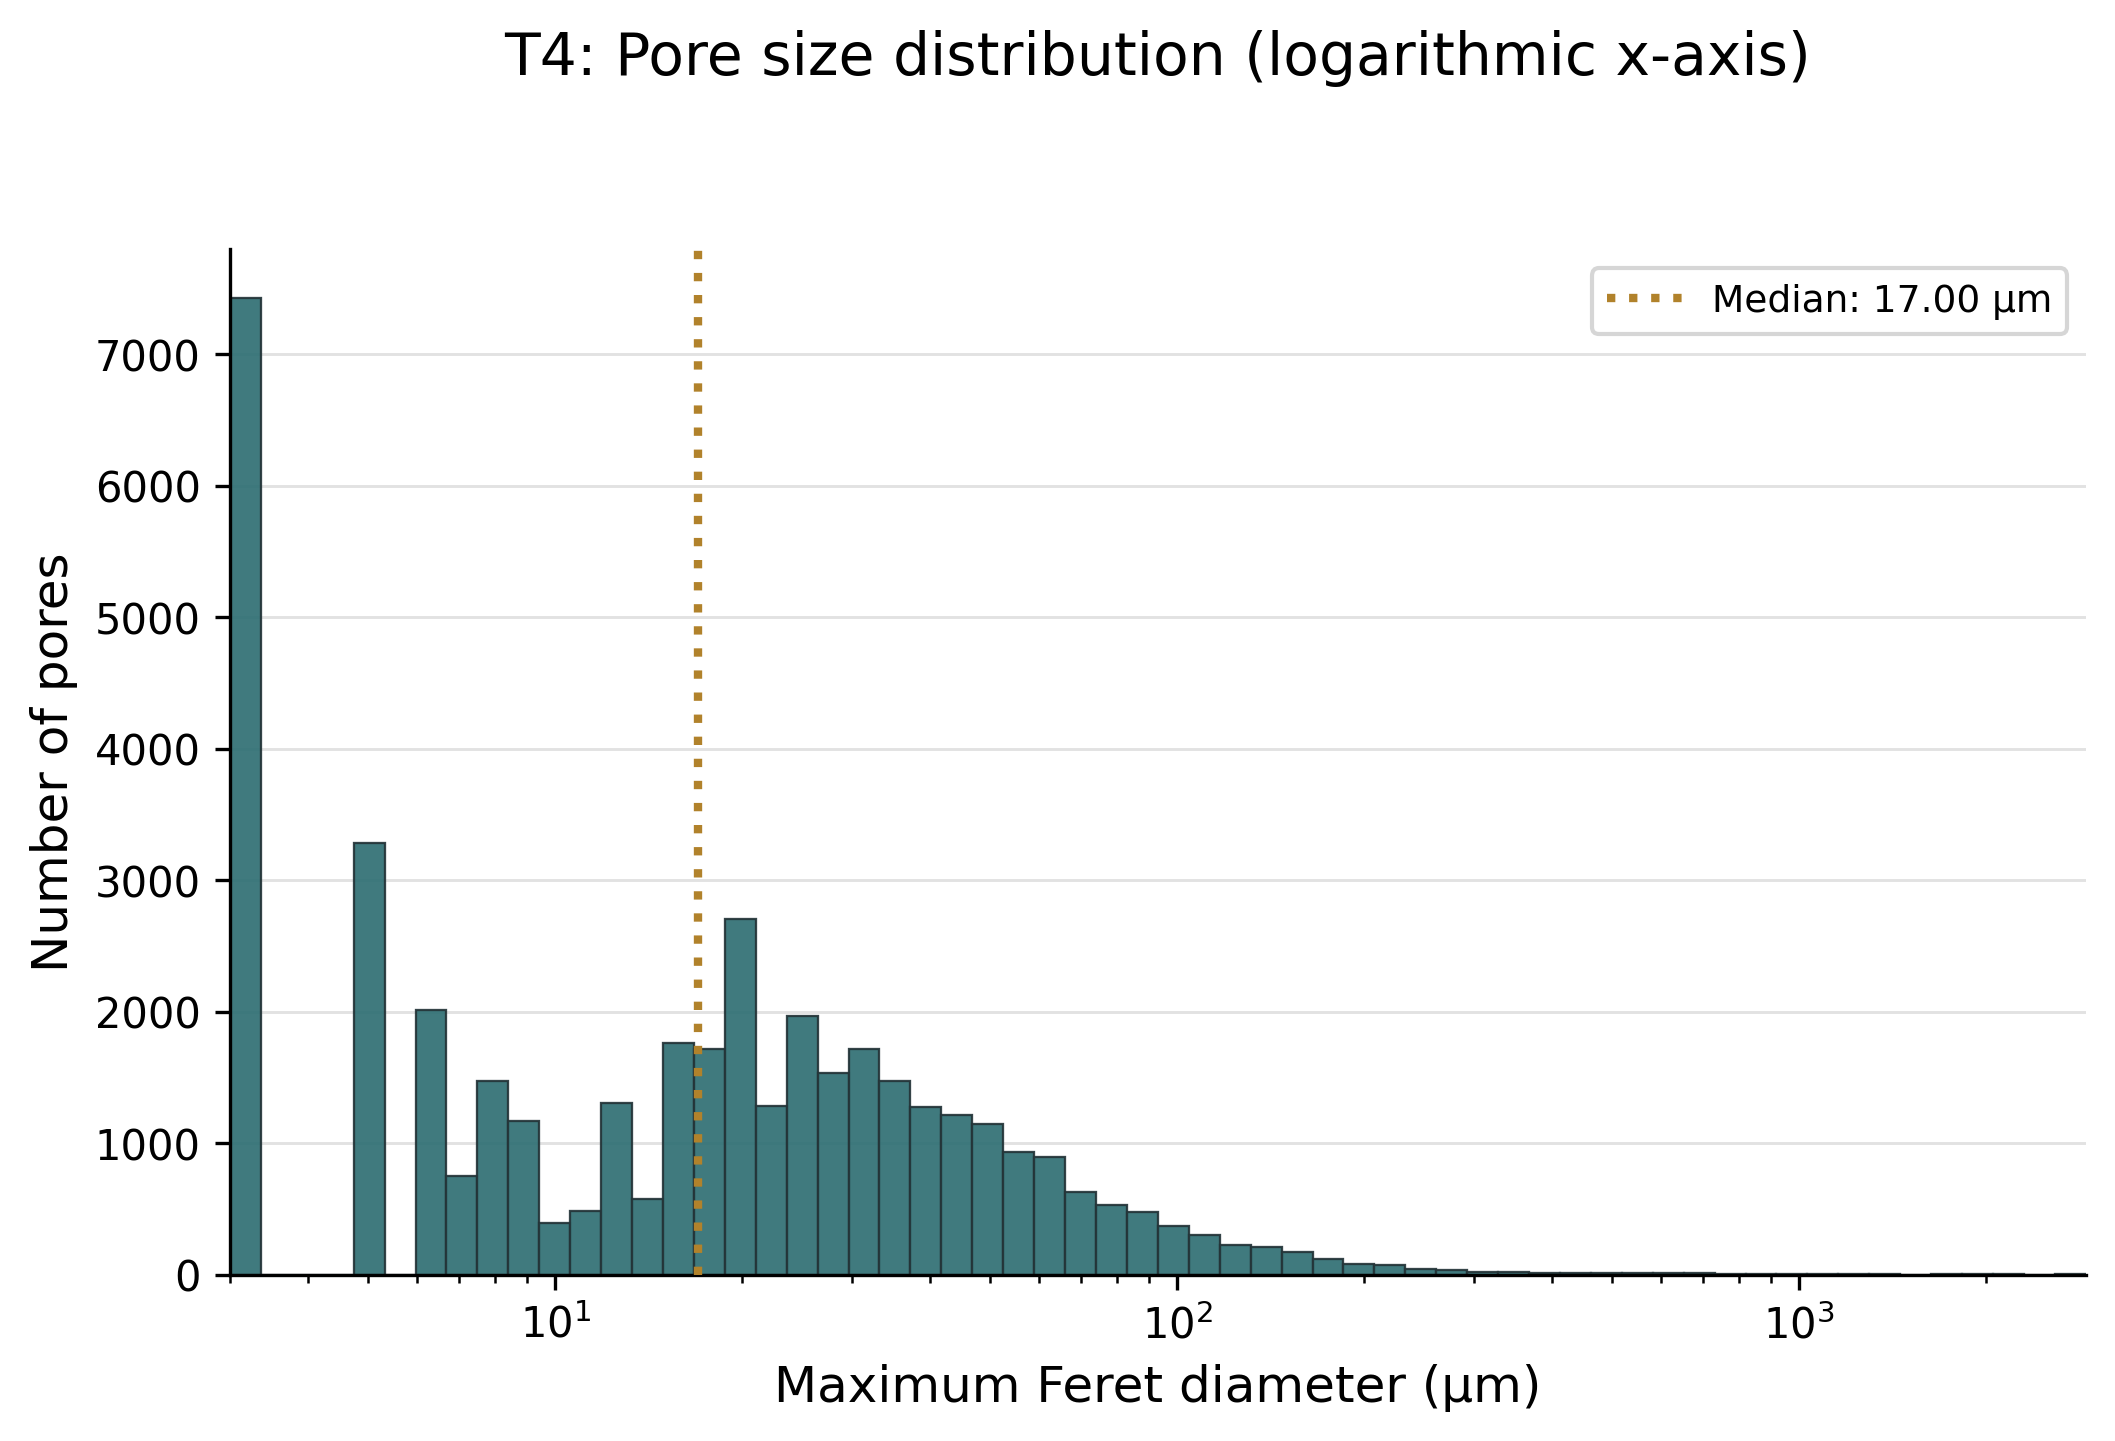 T4: Pore size distribution (logarithmic x-axis)
Median: 17.00 µm
Number of pores
7000
6000
5000
4000
3000
2000
1000
0
10¹
10²
10³
Maximum Feret diameter (µm)